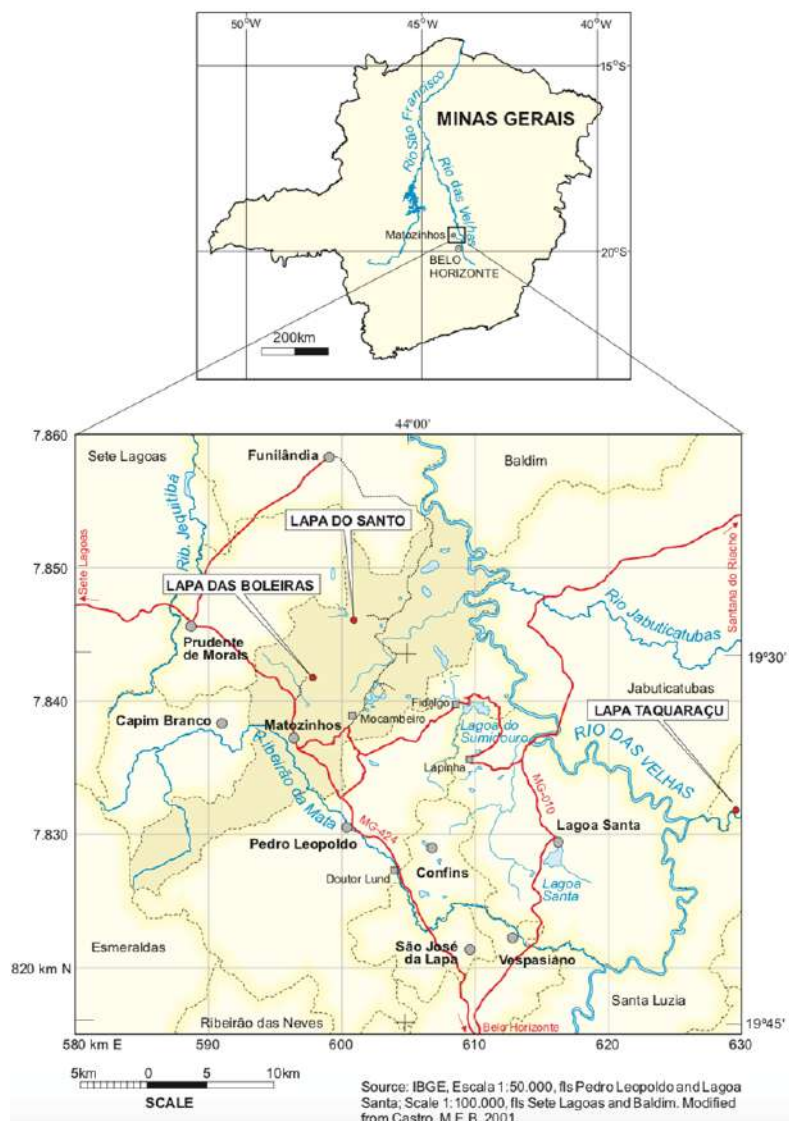 50°W
45°W
40°W
15°S
Rio São Francisco
MINAS GERAIS
Rio das Velhas
Matozinhos
20°S
BELO
HORIZONTE
200km
44°00'
7.860
Sete Lagoas
Funilândia
Baldim
Rib. Jequitibá
LAPA DO SANTO
Sete Lagoas
7.850
LAPA DAS BOLEIRAS
Santana do Riacho
Rio Jabuticatubas
Prudente
de Morais
19°30'
7.840
Jabuticatubas
Fidalgo
LAPA TAQUARAÇU
Capim Branco
Matozinhos
Mocambeiro
Lagoa do
Sumidouro
RIO DAS VELHAS
Lapinha
Ribeirão da Mata
MG-010
7.830
MG-424
Lagoa Santa
Pedro Leopoldo
Confins
Doutor Lund
Lagoa
Santa
Esmeraldas
São José
da Lapa
Vespasiano
820 km N
Santa Luzia
Ribeirão das Neves
Belo Horizonte
19°45'
580 km E
590
600
610
620
630
5km
0
5
10km
SCALE
Source: IBGE, Escala 1:50.000, fls Pedro Leopoldo and Lagoa
Santa; Scale 1:100.000, fls Sete Lagoas and Baldim. Modified
from Castro, M.E.B. 2001